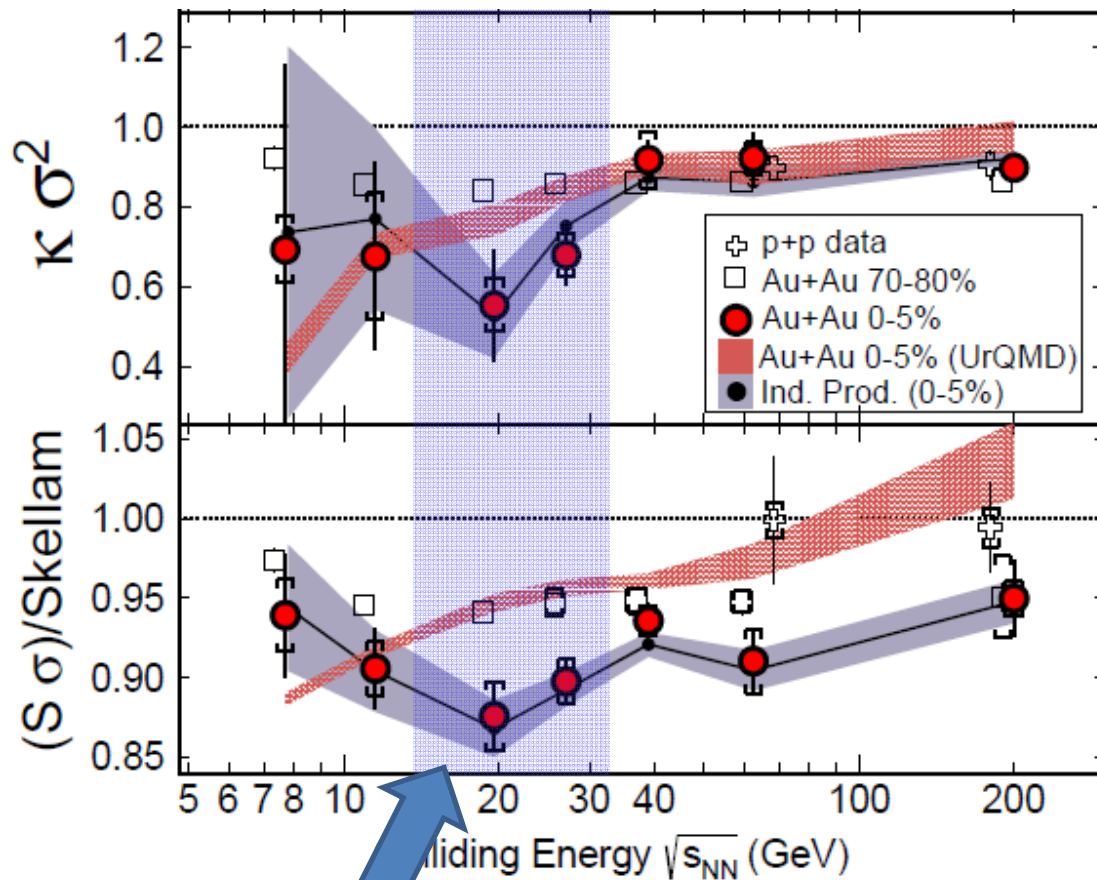 κ σ²
1.2
1.0
0.8
0.6
0.4
p+p data
Au+Au 70-80%
Au+Au 0-5%
Au+Au 0-5% (UrQMD)
Ind. Prod. (0-5%)
(S σ)/Skellam
1.05
1.00
0.95
0.90
0.85
5 6 7 8 10 20 30 40 100 200
lliding Energy √sNN (GeV)